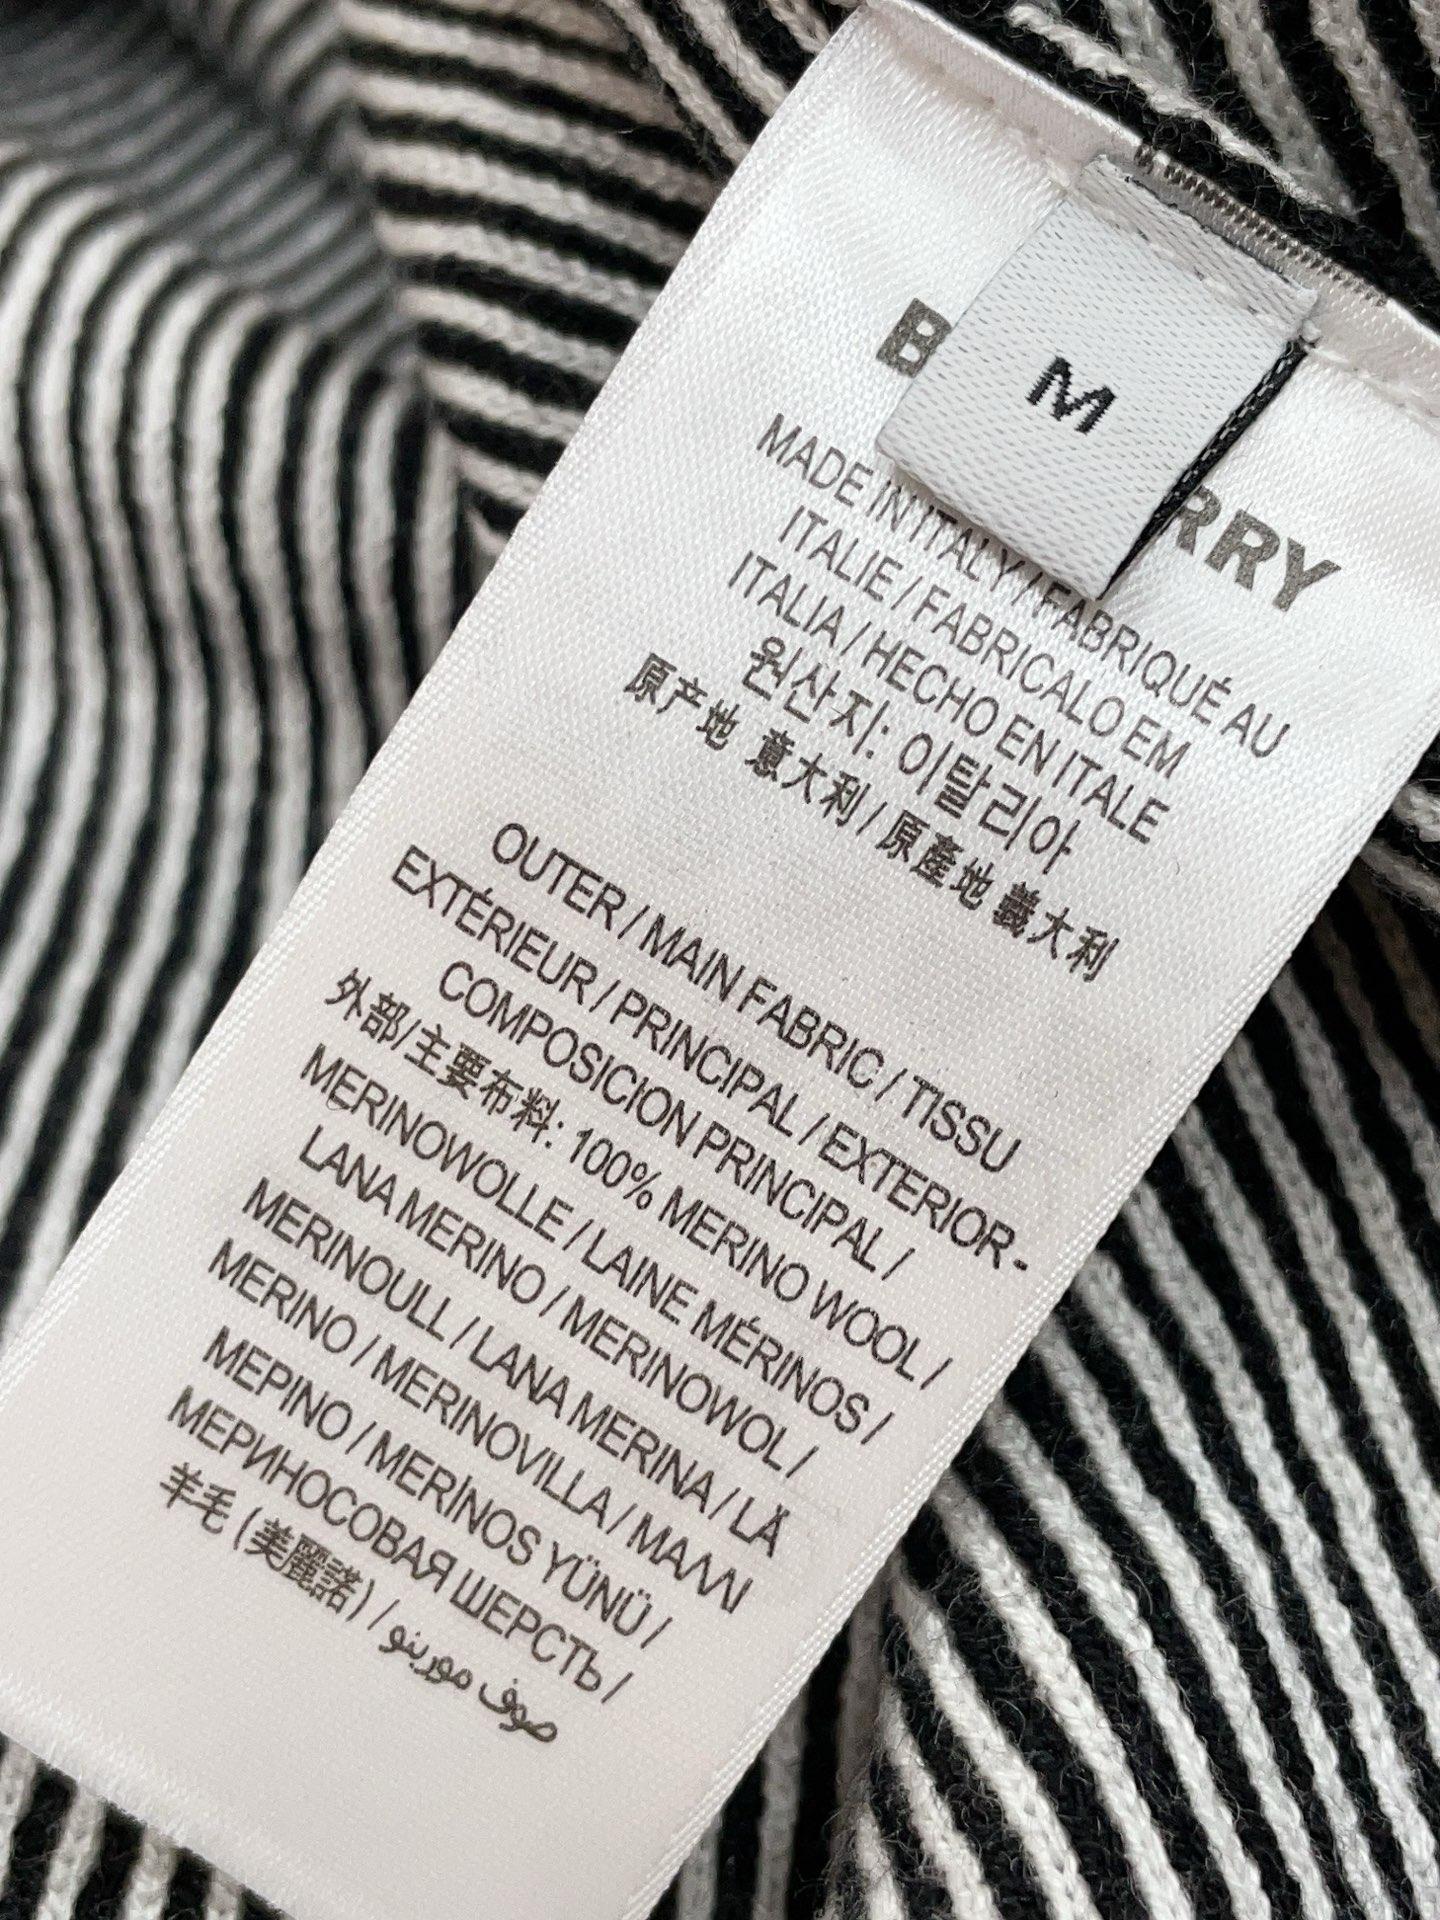 M
B RRY
MADE IN ITALY / FABRIQUÉ AU
ITALIE / FABRICALO EM
ITALIA / HECHO EN ITALE
원산지: 이탈리아
原产地 意大利 / 原產地 義大利
OUTER / MAIN FABRIC / TISSU
EXTÉRIEUR / PRINCIPAL / EXTERIOR -
COMPOSICION PRINCIPAL /
外部/主要布料: 100% MERINO WOOL /
MERINOWOLLE / LAINE MÉRINOS /
LANA MERINO / MERINOWOL /
MERINOULL / LANA MERINA / LÃ
MERINO / MERINOVILLA / ΜΑΛΛΙ
ΜΕΡΙΝΟ / MERİNOS YÜNÜ /
МЕРИНОСОВАЯ ШЕРСТЬ /
羊毛 (美麗諾) / صوف مورينو